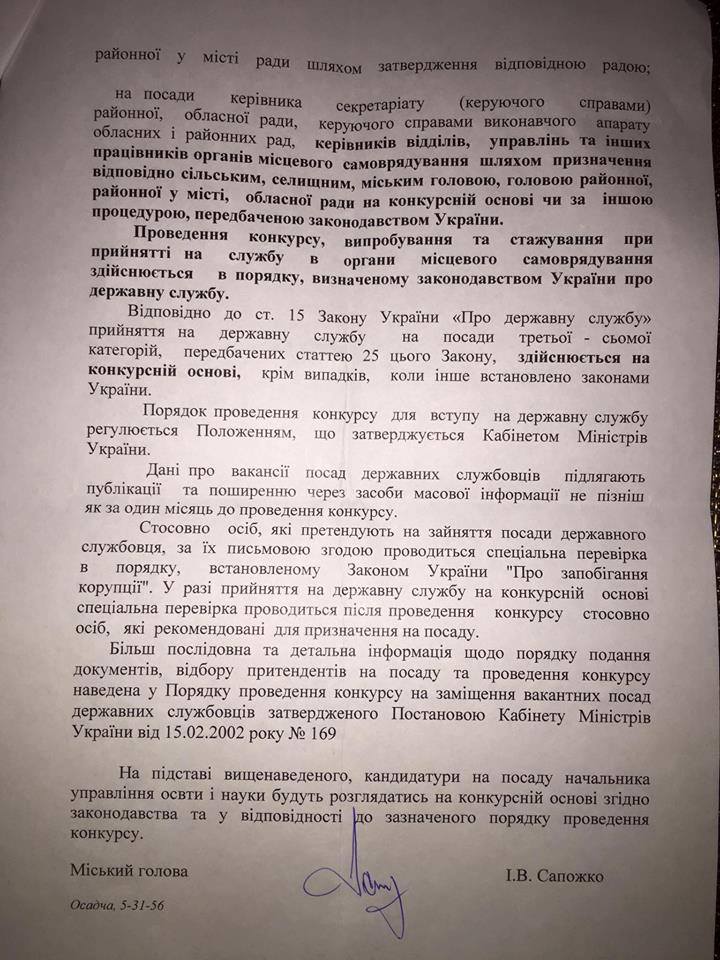 районної у місті ради шляхом затвердження відповідною радою;
на посади керівника секретаріату (керуючого справами)
районної, обласної ради, керуючого справами виконавчого апарату
обласних і районних рад, керівників відділів, управлінь та інших
працівників органів місцевого самоврядування шляхом призначення
відповідно сільським, селищним, міським головою, головою районної,
районної у місті, обласної ради на конкурсній основі чи за іншою
процедурою, передбаченою законодавством України.
Проведення конкурсу, випробування та стажування при
прийнятті на службу в органи місцевого самоврядування
здійснюється в порядку, визначеному законодавством України про
державну службу.
Відповідно до ст. 15 Закону України «Про державну службу»
прийняття на державну службу на посади третьої - сьомої
категорій, передбачених статтею 25 цього Закону, здійснюється на
конкурсній основі, крім випадків, коли інше встановлено законами
України.
Порядок проведення конкурсу для вступу на державну службу
регулюється Положенням, що затверджується Кабінетом Міністрів
України.
Дані про вакансії посад державних службовців підлягають
публікації та поширенню через засоби масової інформації не пізніш
як за один місяць до проведення конкурсу.
Стосовно осіб, які претендують на зайняття посади державного
службовця, за їх письмовою згодою проводиться спеціальна перевірка
в порядку, встановленому Законом України "Про запобігання
корупції". У разі прийняття на державну службу на конкурсній основі
спеціальна перевірка проводиться після проведення конкурсу стосовно
осіб, які рекомендовані для призначення на посаду.
Більш послідовна та детальна інформація щодо порядку подання
документів, відбору притендентів на посаду та проведення конкурсу
наведена у Порядку проведення конкурсу на заміщення вакантних посад
державних службовців затвердженого Постановою Кабінету Міністрів
України від 15.02.2002 року № 169
На підставі вищенаведеного, кандидатури на посаду начальника
управління освти і науки будуть розглядатись на конкурсній основі згідно
законодавства та у відповідності до зазначеного порядку проведення
конкурсу.
Міський голова І.В. Сапожко
Осадча, 5-31-56